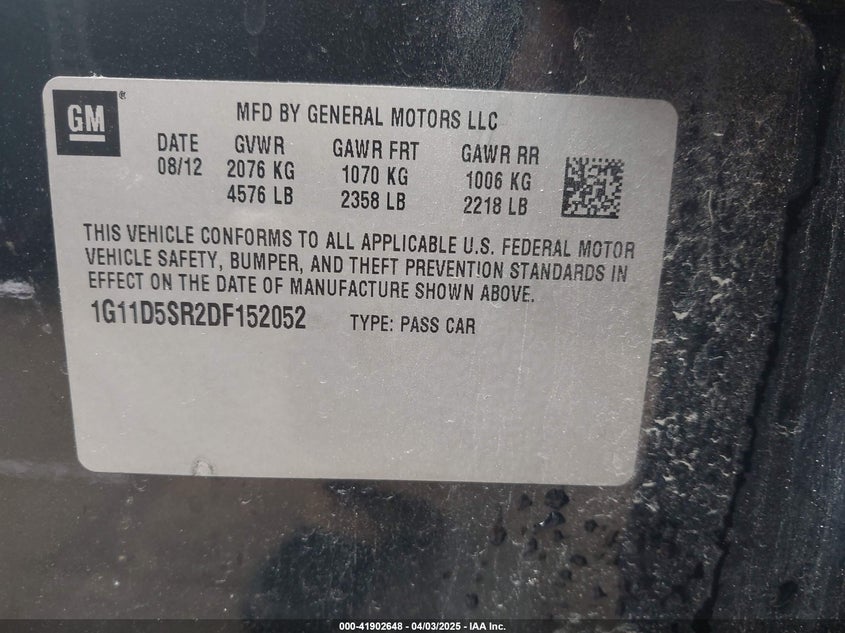 GM®
MFD BY GENERAL MOTORS LLC
DATE GVWR GAWR FRT GAWR RR
08/12 2076 KG 1070 KG 1006 KG
4576 LB 2358 LB 2218 LB
THIS VEHICLE CONFORMS TO ALL APPLICABLE U.S. FEDERAL MOTOR
VEHICLE SAFETY, BUMPER, AND THEFT PREVENTION STANDARDS IN
EFFECT ON THE DATE OF MANUFACTURE SHOWN ABOVE.
1G11D5SR2DF152052 TYPE: PASS CAR
000-41902648 - 04/03/2025 - IAA Inc.